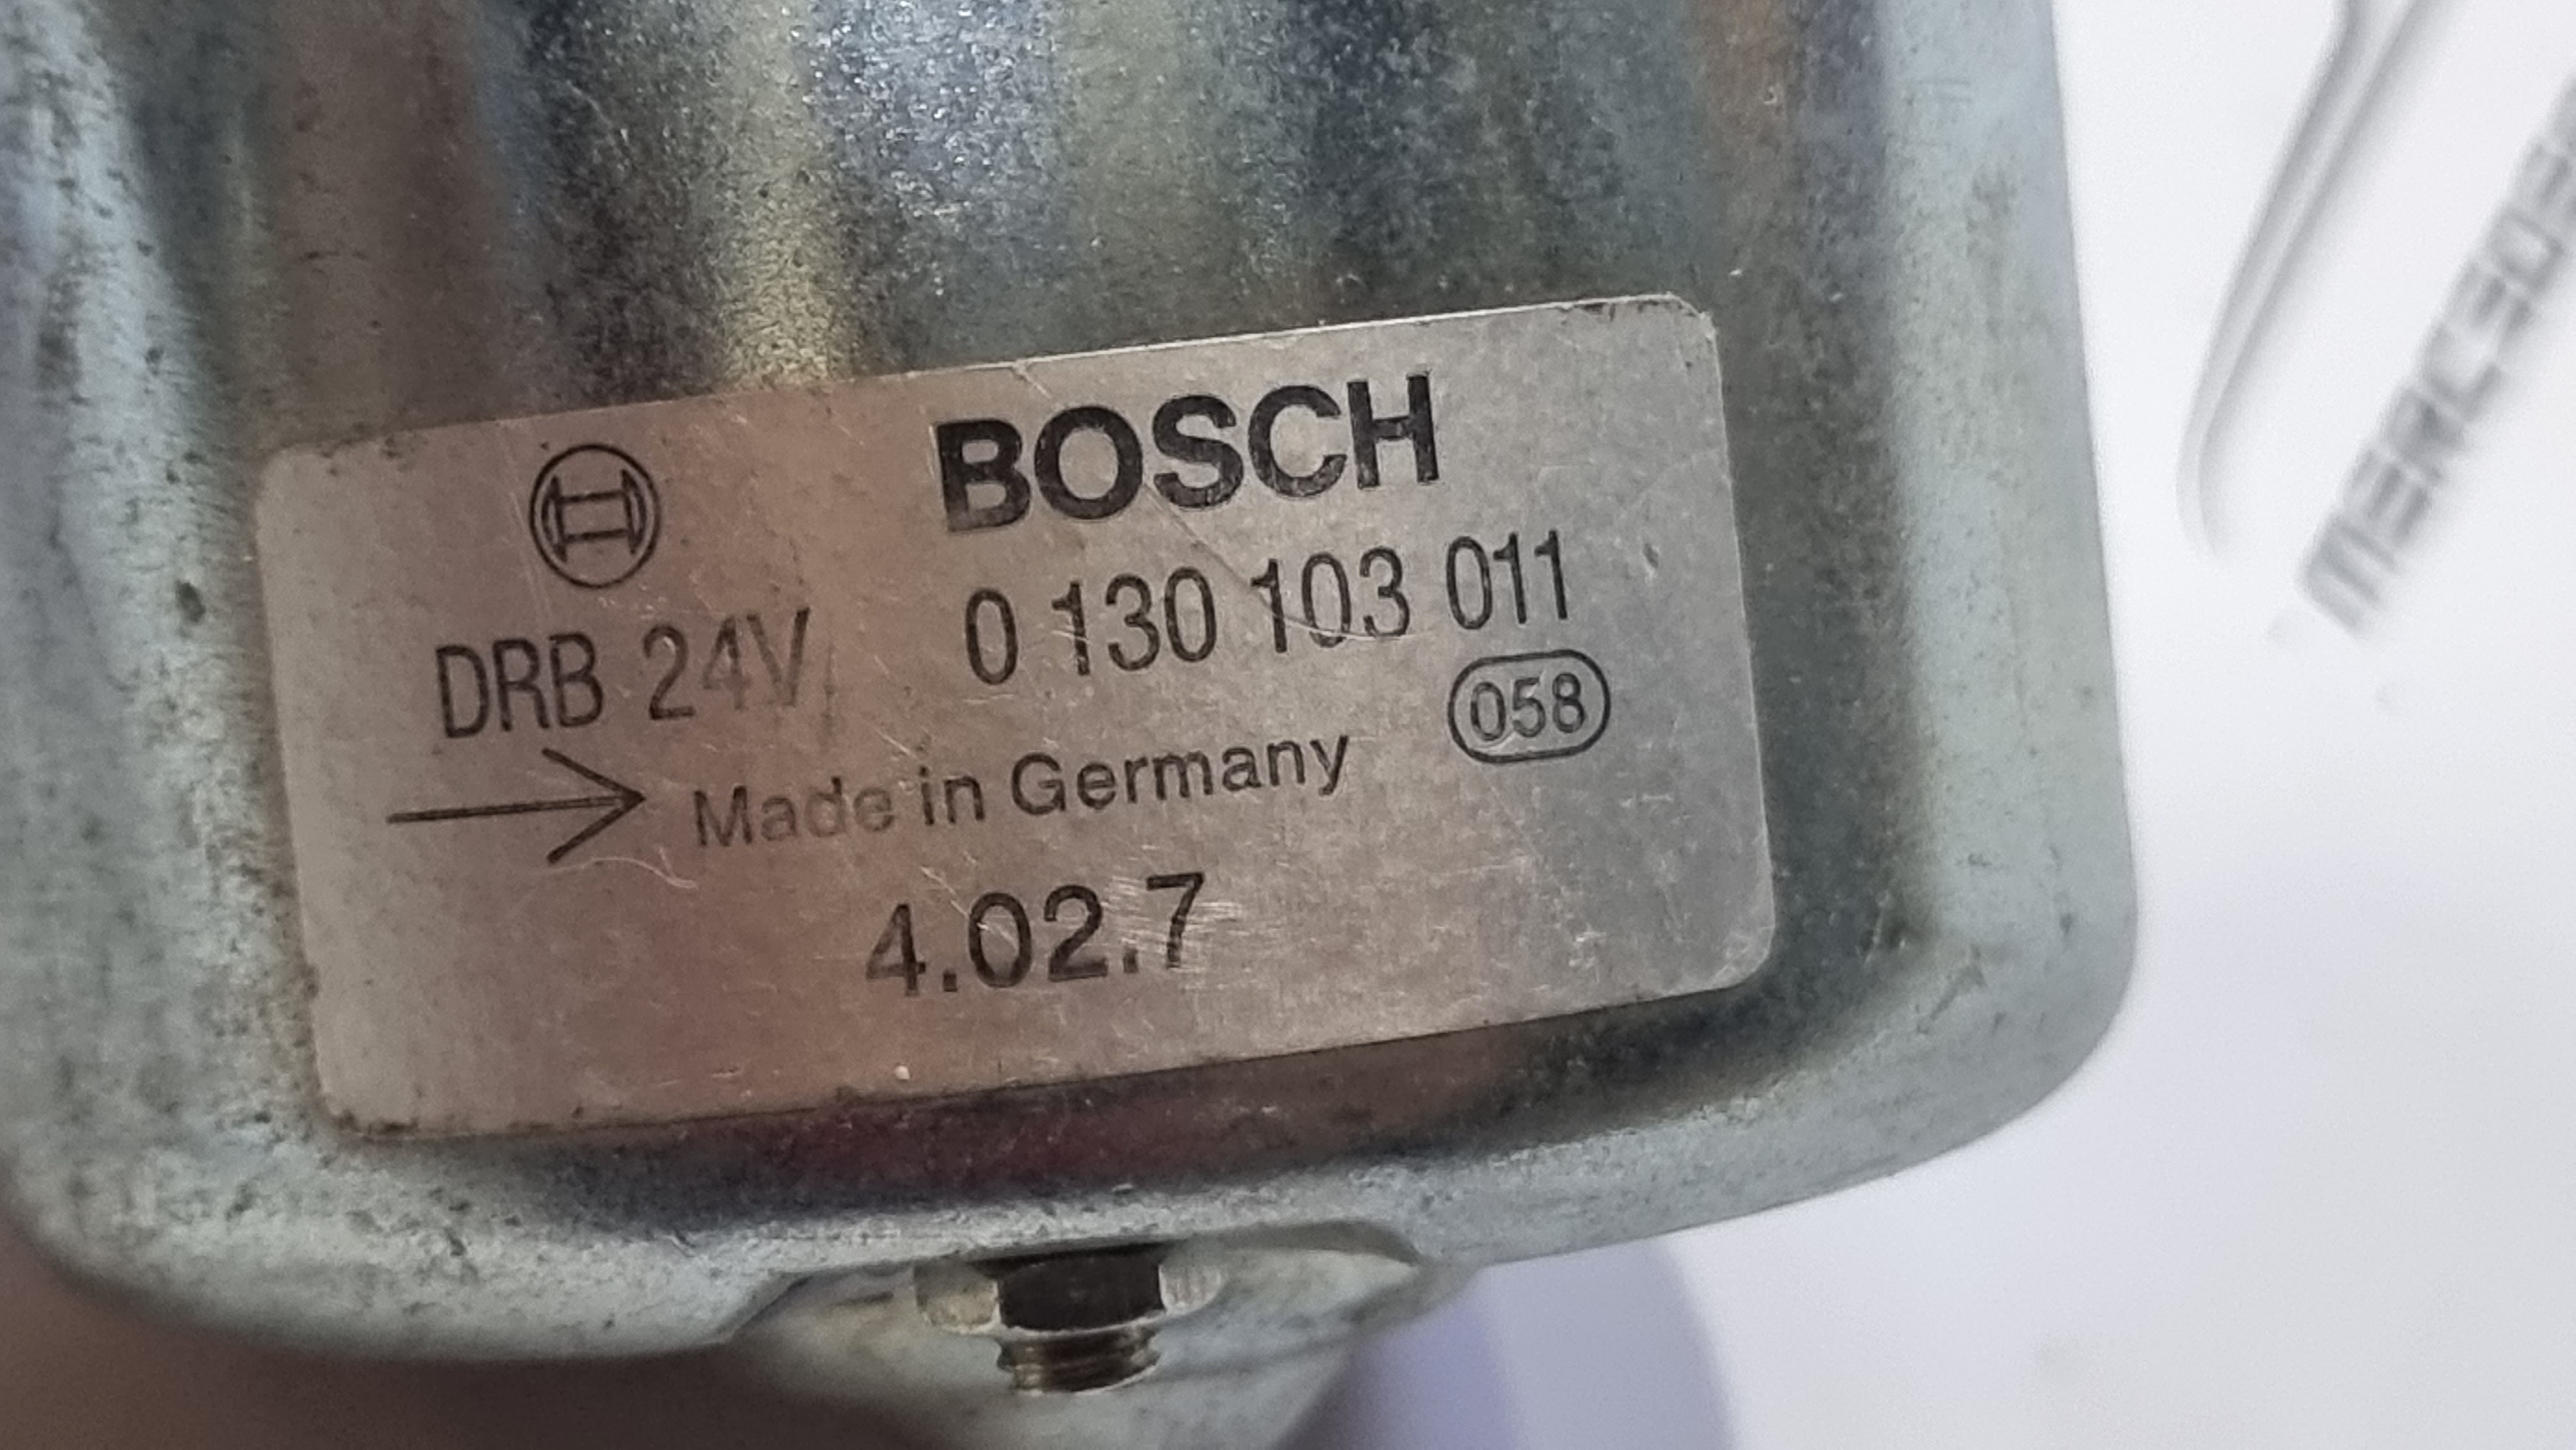 BOSCH
DRB 24V 0 130 103 011
Made in Germany 058
4.02.7